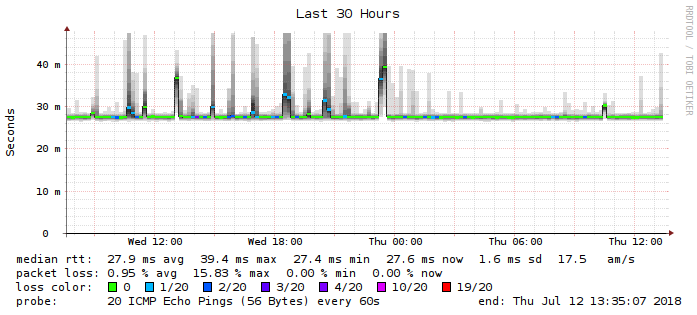 Last 30 Hours
RRDTOOL / TOBI OETIKER
Seconds
40 m
30 m
20 m
10 m
0
Wed 12:00 Wed 18:00 Thu 00:00 Thu 06:00 Thu 12:00
median rtt: 27.9 ms avg 39.4 ms max 27.4 ms min 27.6 ms now 1.6 ms sd 17.5 am/s
packet loss: 0.95 % avg 15.83 % max 0.00 % min 0.00 % now
loss color: 0 1/20 2/20 3/20 4/20 10/20 19/20
probe: 20 ICMP Echo Pings (56 Bytes) every 60s end: Thu Jul 12 13:35:07 2018